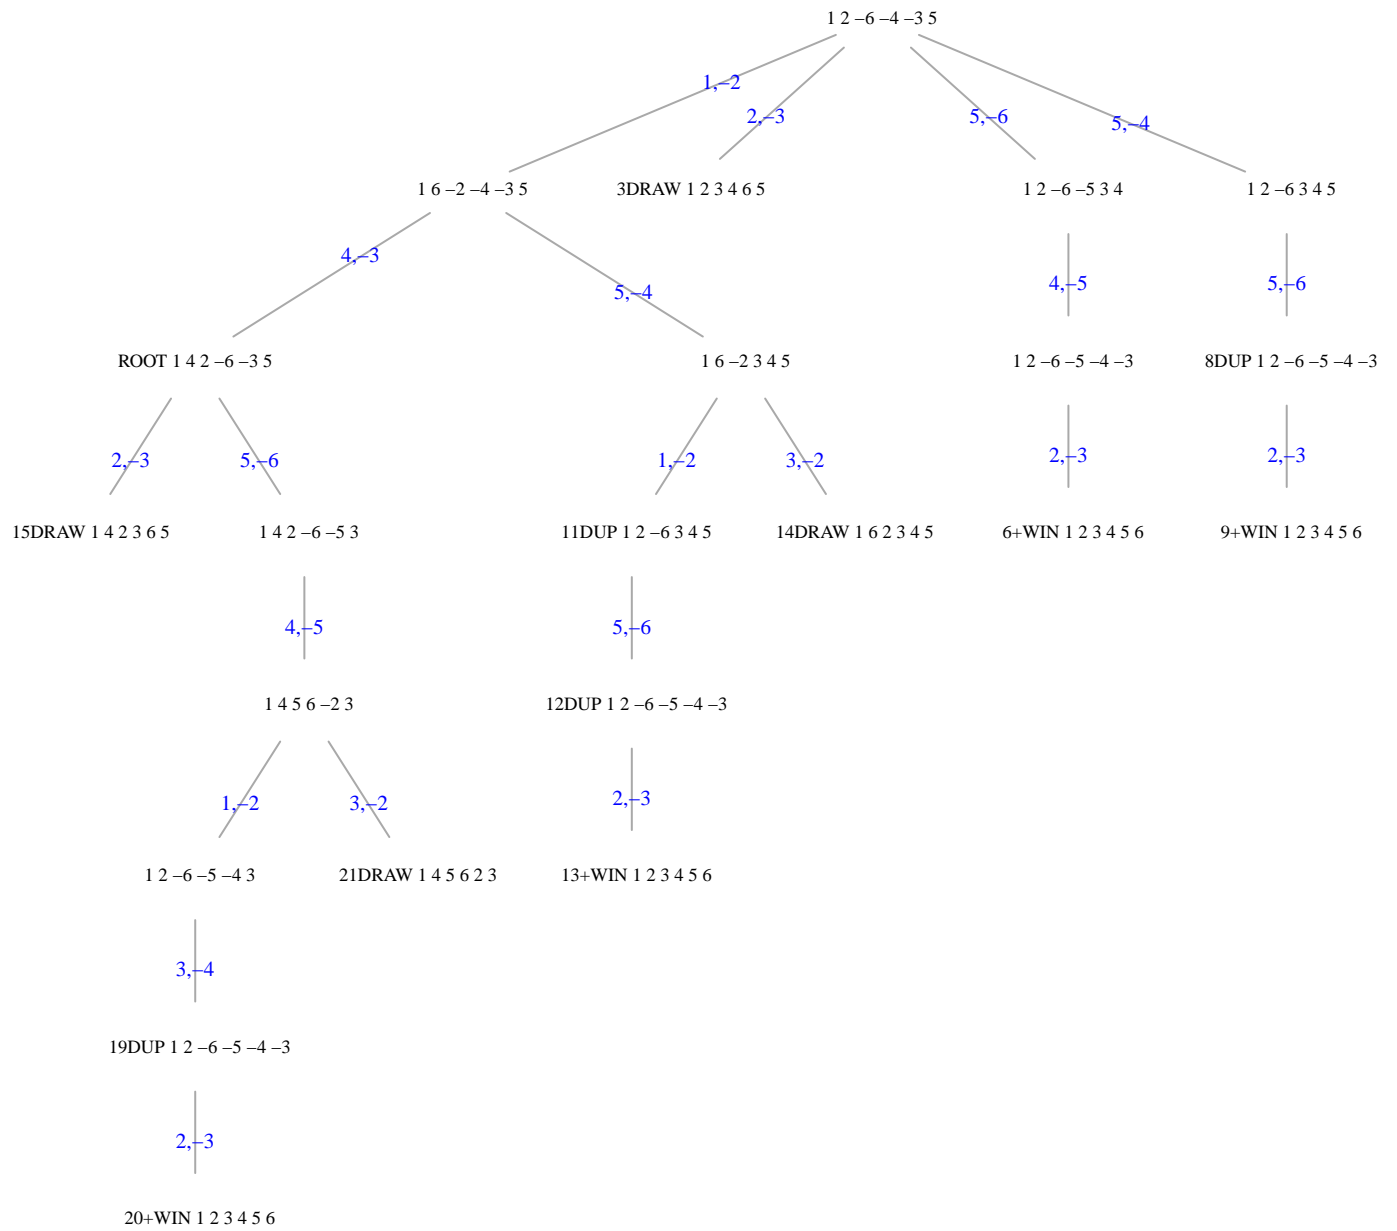 1 2 –6 –4 –3 5
1,–2
2,–3
5,–6
5,–4
1 6 –2 –4 –3 5
3DRAW 1 2 3 4 6 5
1 2 –6 –5 3 4
1 2 –6 3 4 5
4,–3
5,–4
4,–5
5,–6
ROOT 1 4 2 –6 –3 5
1 6 –2 3 4 5
1 2 –6 –5 –4 –3
8DUP 1 2 –6 –5 –4 –3
2,–3
5,–6
1,–2
3,–2
2,–3
2,–3
15DRAW 1 4 2 3 6 5
1 4 2 –6 –5 3
11DUP 1 2 –6 3 4 5
14DRAW 1 6 2 3 4 5
6+WIN 1 2 3 4 5 6
9+WIN 1 2 3 4 5 6
4,–5
5,–6
1 4 5 6 –2 3
12DUP 1 2 –6 –5 –4 –3
1,–2
3,–2
2,–3
1 2 –6 –5 –4 3
21DRAW 1 4 5 6 2 3
13+WIN 1 2 3 4 5 6
3,–4
19DUP 1 2 –6 –5 –4 –3
2,–3
20+WIN 1 2 3 4 5 6